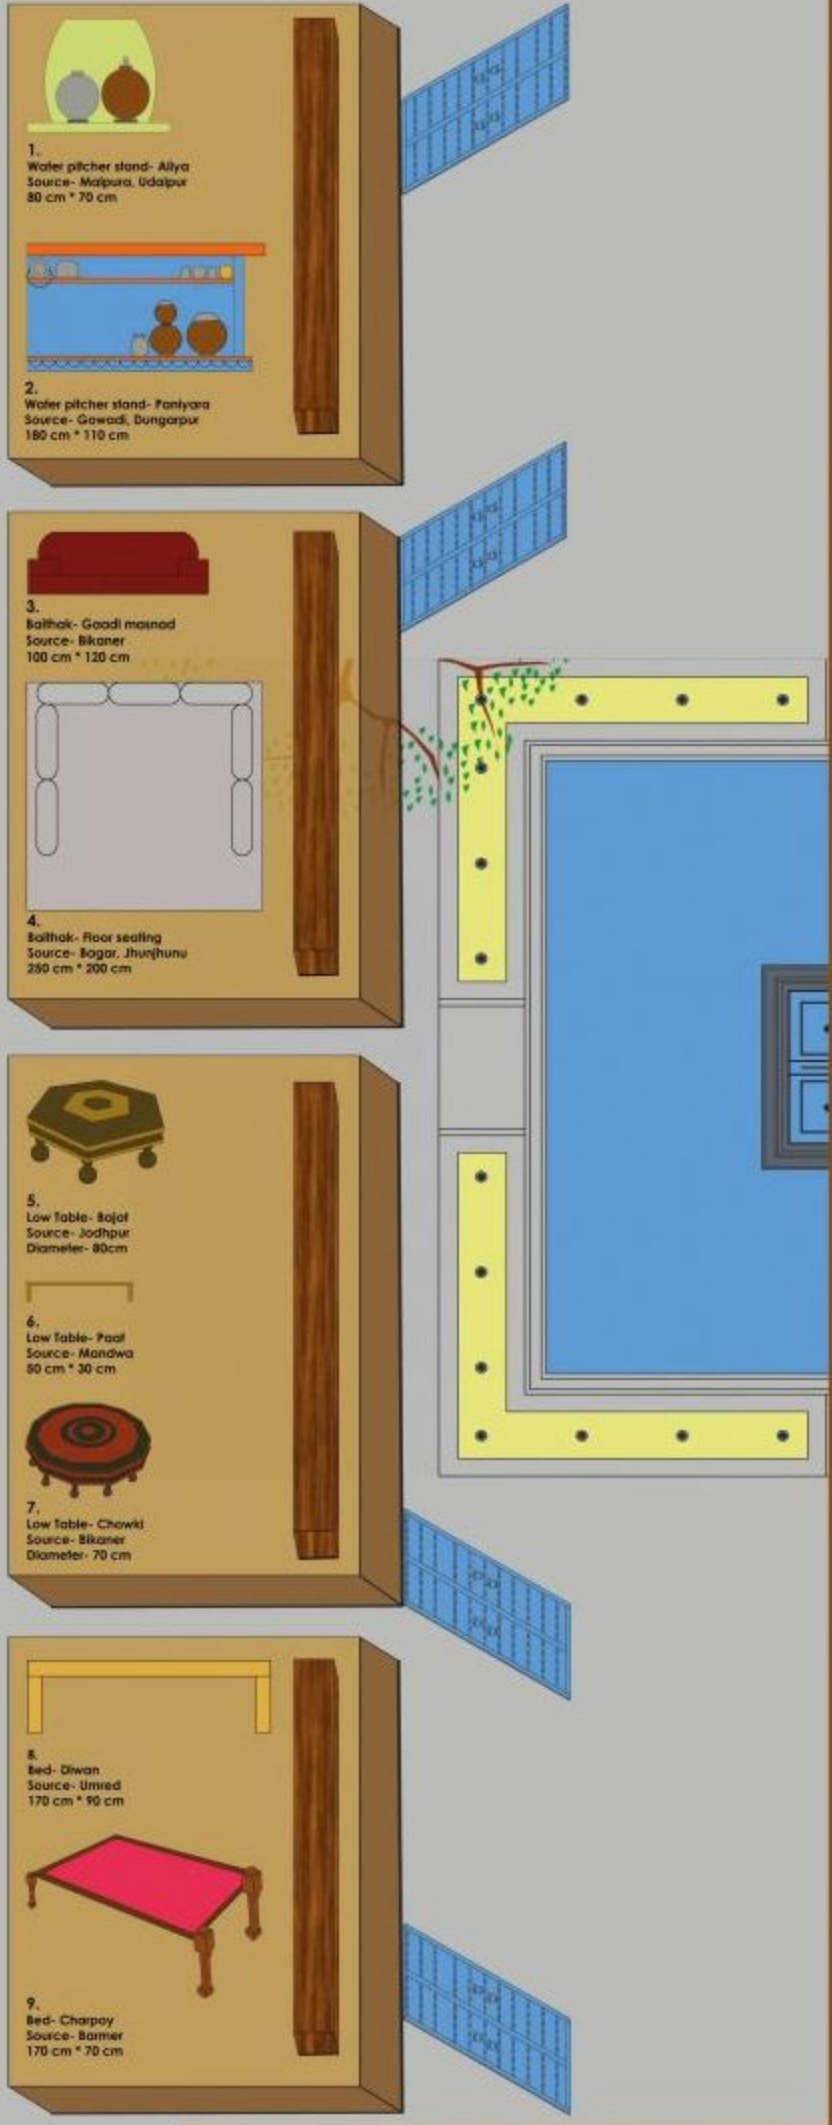 1.
Water pitcher stand- Aliya
Source- Malpura, Udaipur
80 cm * 70 cm
2.
Water pitcher stand- Paniyara
Source- Gowadi, Dungarpur
180 cm * 110 cm
3.
Baithak- Gaadi masnad
Source- Bikaner
100 cm * 120 cm
4.
Baithak- Floor seating
Source- Bagar, Jhunjhunu
250 cm * 200 cm
5.
Low Table- Bajot
Source- Jodhpur
Diameter- 80cm
6.
Low Table- Paat
Source- Mandwa
50 cm * 30 cm
7.
Low Table- Chowki
Source- Bikaner
Diameter- 70 cm
8.
Bed- Diwan
Source- Umred
170 cm * 90 cm
9.
Bed- Charpoy
Source- Barmer
170 cm * 70 cm